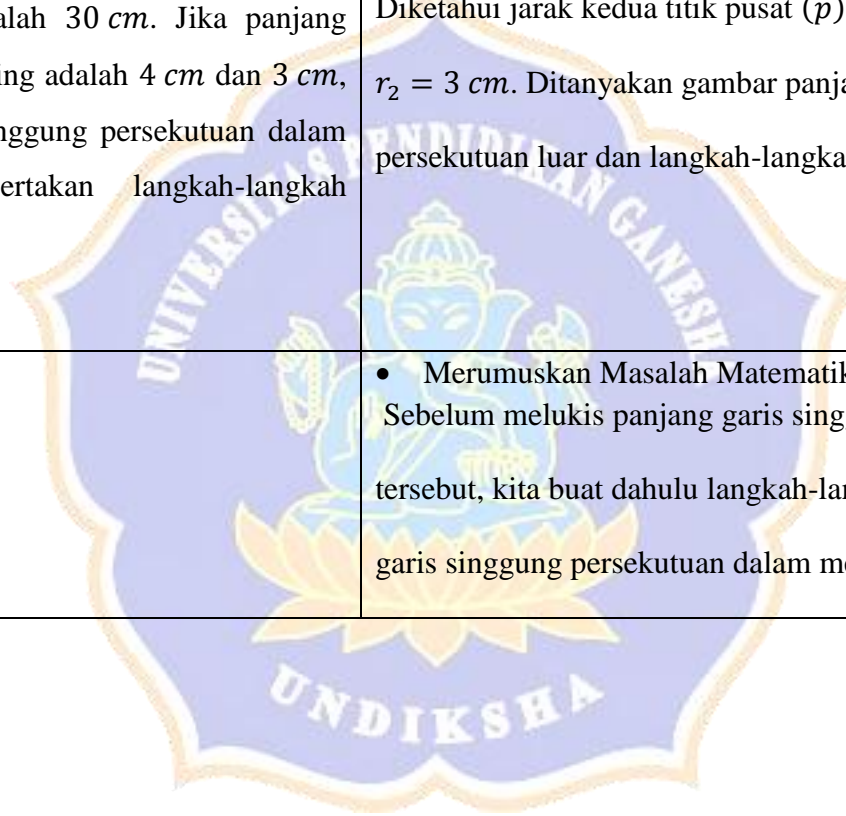 alah 30 cm. Jika panjang
ing adalah 4 cm dan 3 cm,
nggung persekutuan dalam
ertakan langkah-langkah
Diketahui jarak kedua titik pusat (p)
r₂ = 3 cm. Ditanyakan gambar panja
persekutuan luar dan langkah-langka
• Merumuskan Masalah Matematik
Sebelum melukis panjang garis sing
tersebut, kita buat dahulu langkah-la
garis singgung persekutuan dalam me
UNIVERSITAS PENDIDIKAN GANESHA
UNDIKSHA